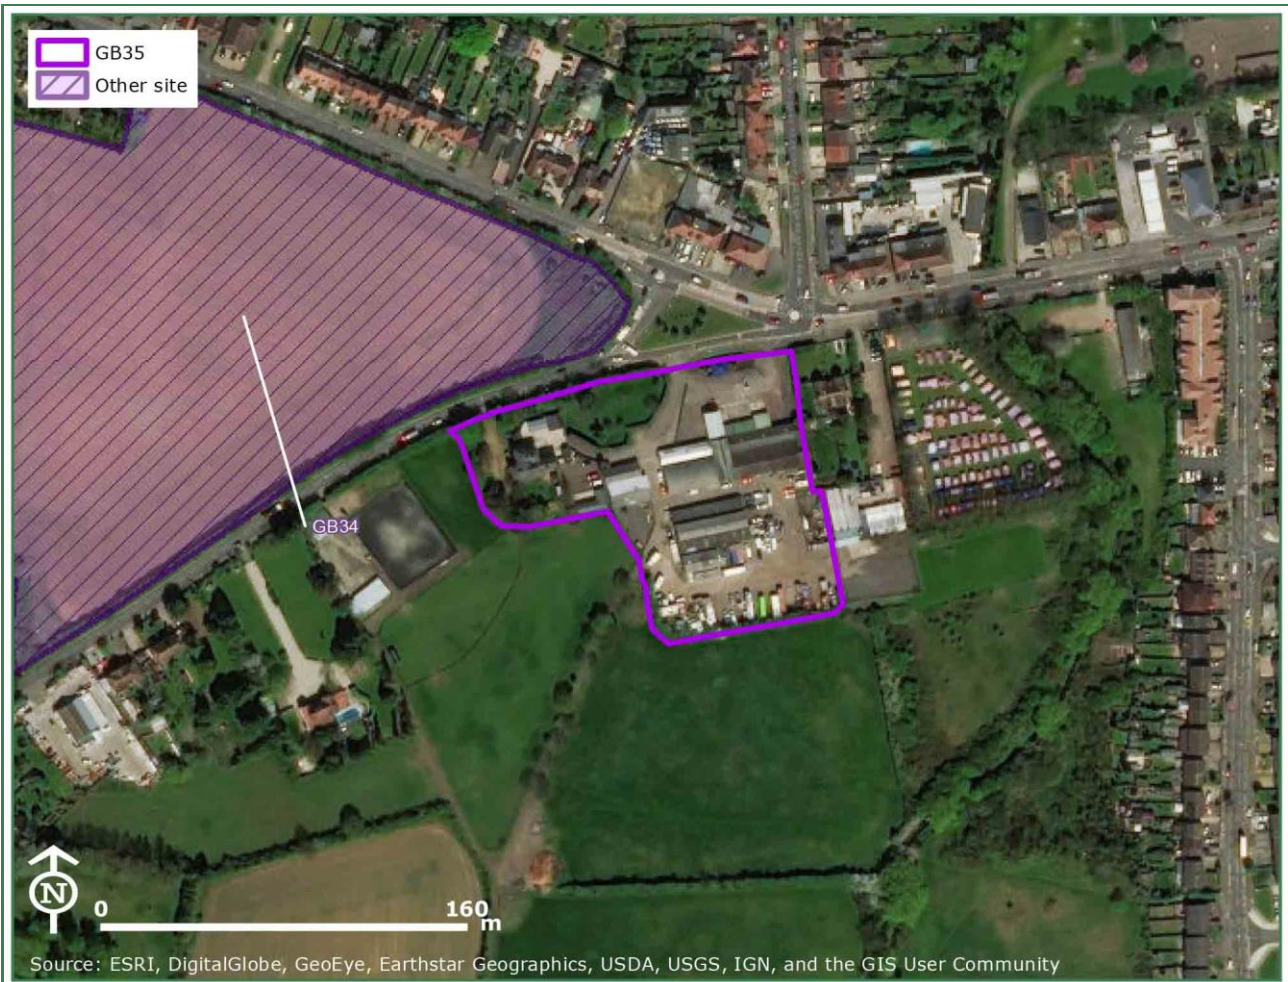 GB35
Other site
GB34
N
0 160
m
Source: ESRI, DigitalGlobe, GeoEye, Earthstar Geographics, USDA, USGS, IGN, and the GIS User Community